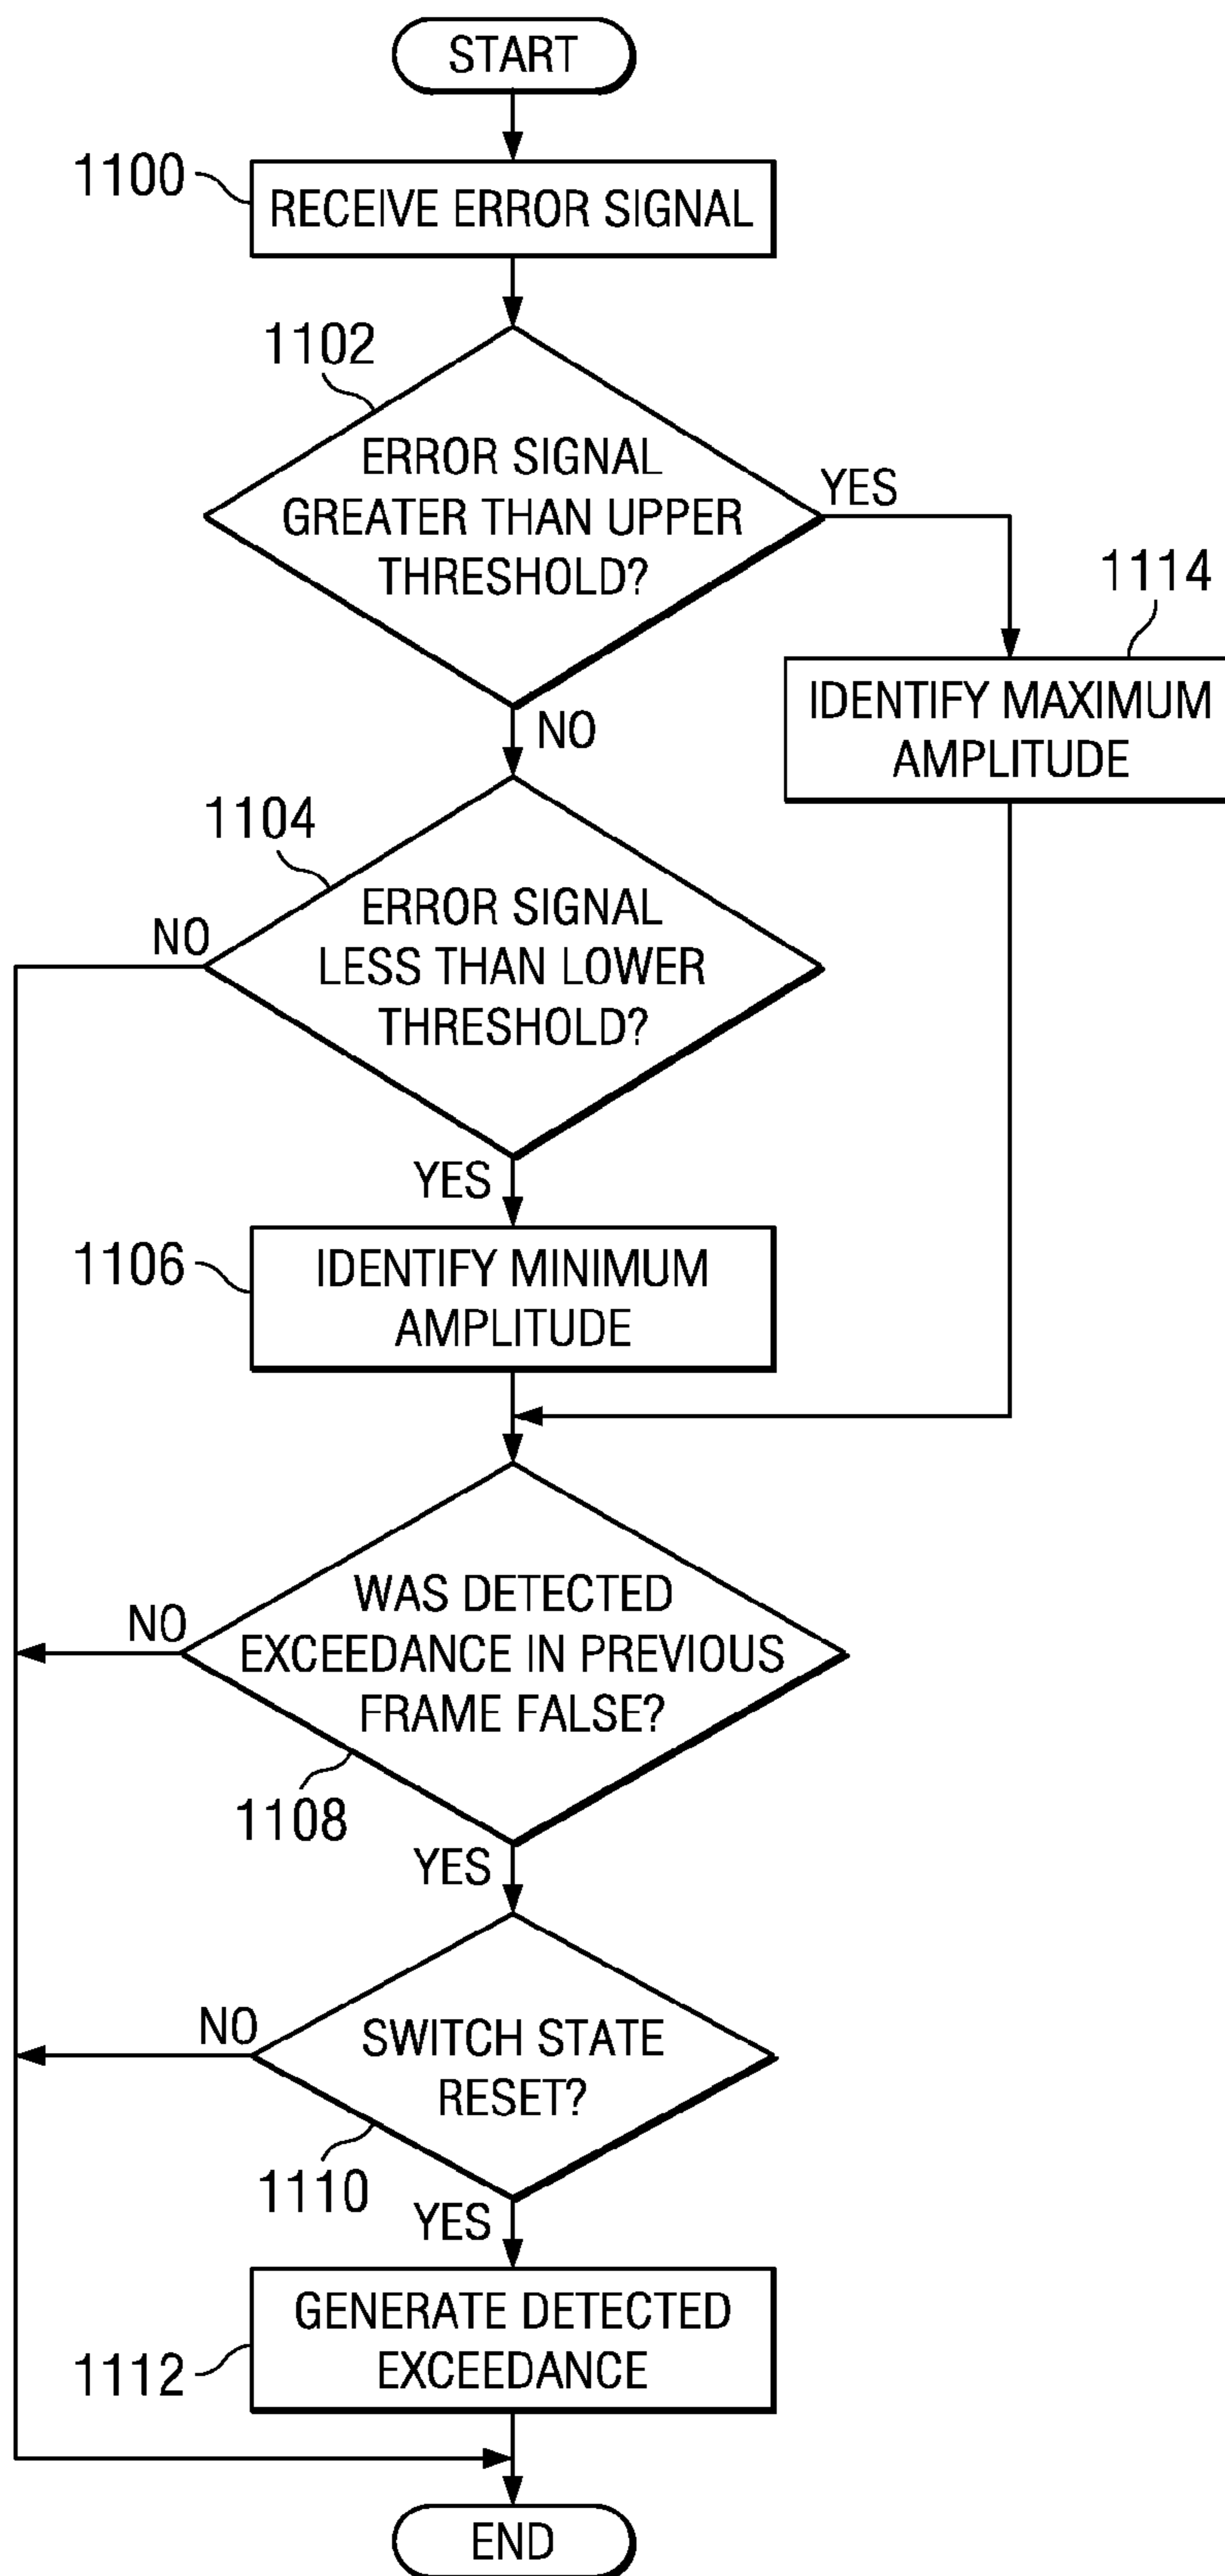 START
1100
RECEIVE ERROR SIGNAL
1102
ERROR SIGNAL
GREATER THAN UPPER
THRESHOLD?
YES
1114
IDENTIFY MAXIMUM
AMPLITUDE
NO
1104
ERROR SIGNAL
LESS THAN LOWER
THRESHOLD?
NO
YES
1106
IDENTIFY MINIMUM
AMPLITUDE
WAS DETECTED
EXCEEDANCE IN PREVIOUS
FRAME FALSE?
NO
1108
YES
SWITCH STATE
RESET?
NO
1110
YES
GENERATE DETECTED
EXCEEDANCE
1112
END